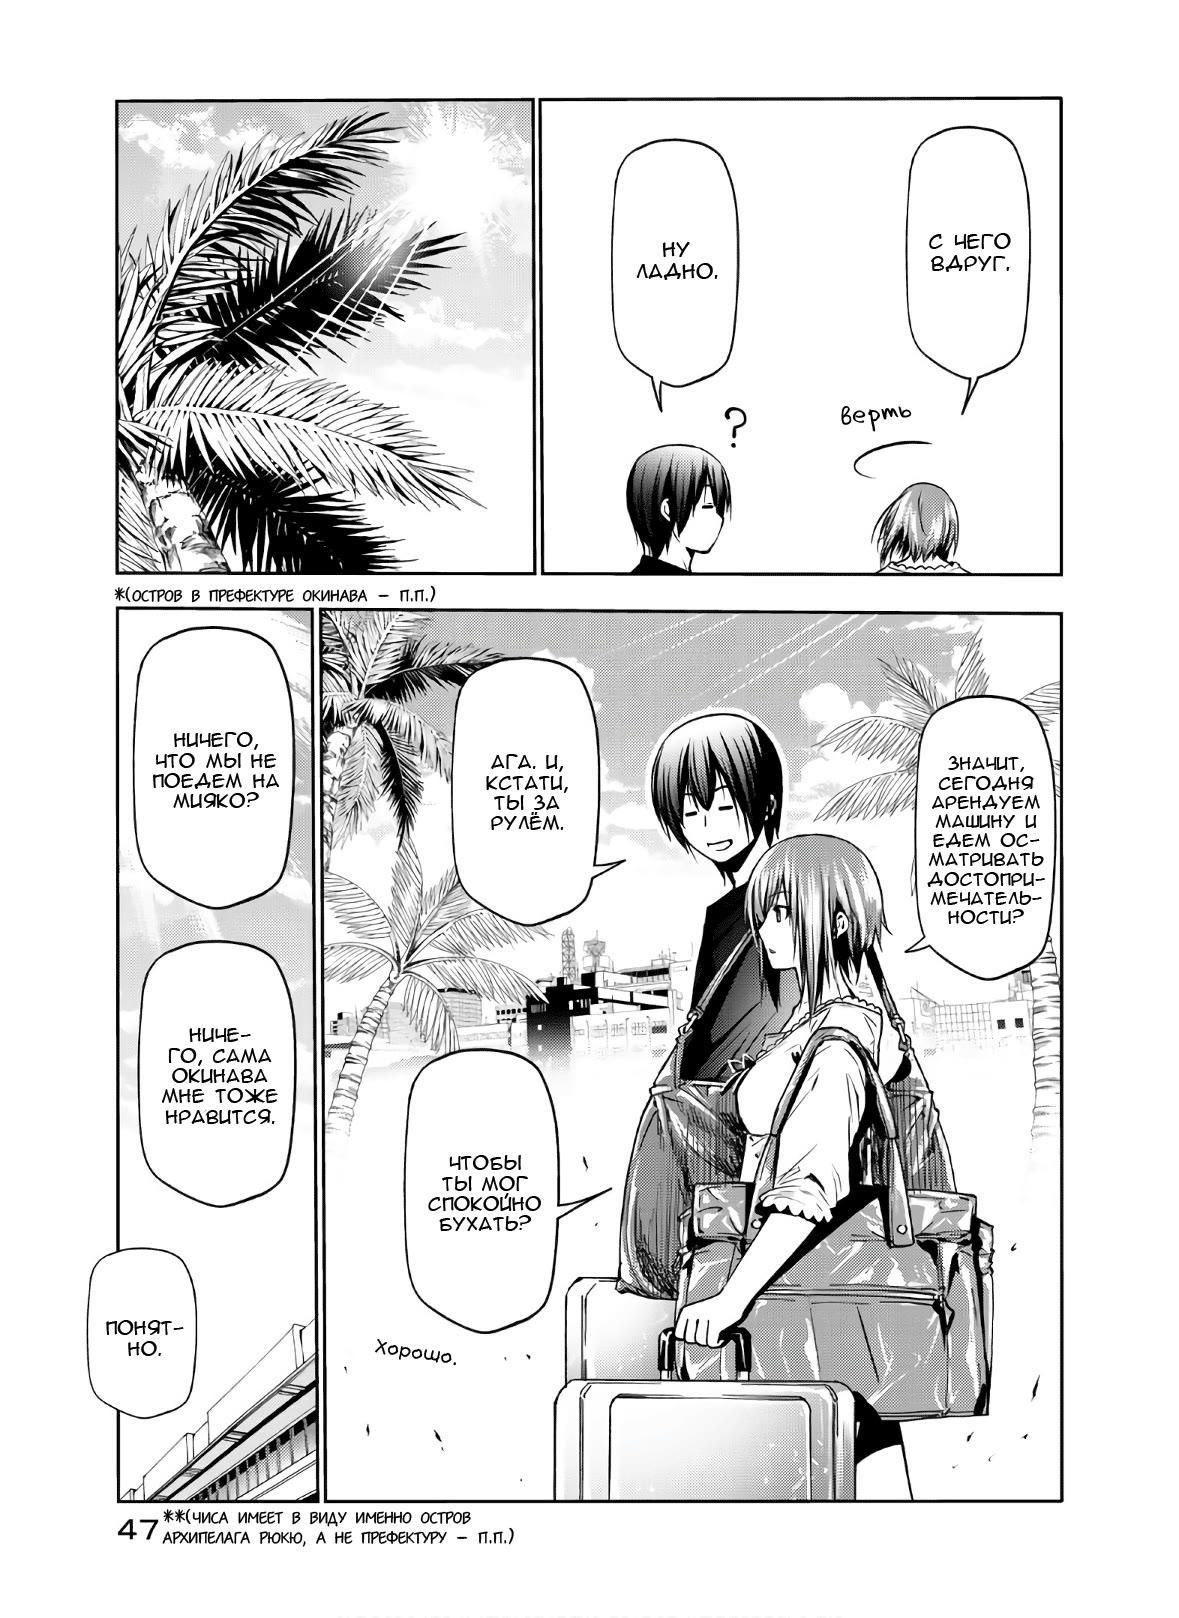 С ЧЕГО
ВДРУГ.
верть
НУ
ЛАДНО.
?
*(ОСТРОВ В ПРЕФЕКТУРЕ ОКИНАВА – П.П.)
ЗНАЧИТ,
СЕГОДНЯ
АРЕНДУЕМ
МАШИНУ И
ЕДЕМ ОС-
МАТРИВАТЬ
ДОСТОПРИ-
МЕЧАТЕЛЬ-
НОСТИ?
АГА. И,
КСТАТИ,
ТЫ ЗА
РУЛЁМ.
ЧТОБЫ
ТЫ МОГ
СПОКОЙНО
БУХАТЬ?
Хорошо.
НИЧЕГО,
ЧТО МЫ НЕ
ПОЕДЕМ НА
МИЯКО?
НИЧЕ-
ГО, САМА
ОКИНАВА
МНЕ ТОЖЕ
НРАВИТСЯ.
ПОНЯТ-
НО.
47
**(ЧИСА ИМЕЕТ В ВИДУ ИМЕННО ОСТРОВ
АРХИПЕЛАГА РЮКЮ, А НЕ ПРЕФЕКТУРУ – П.П.)